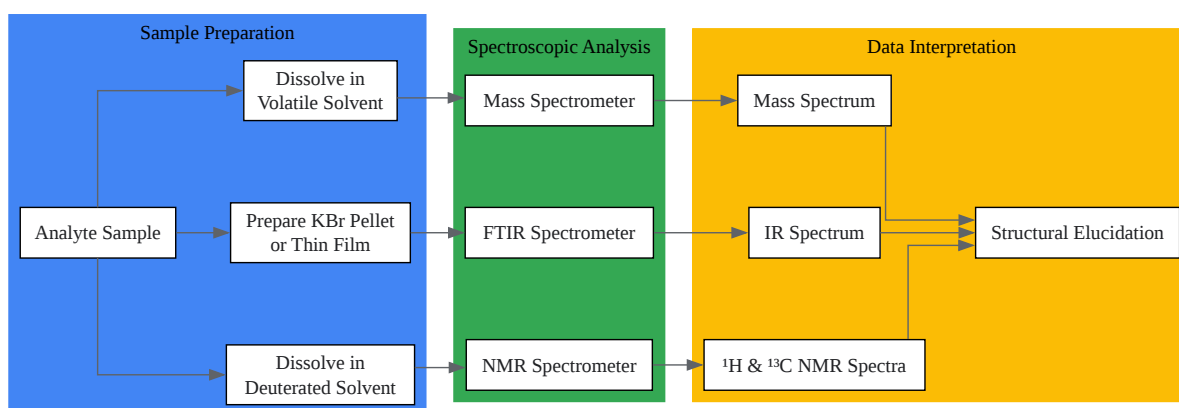 Sample Preparation
Spectroscopic Analysis
Data Interpretation
Dissolve in
Volatile Solvent
Mass Spectrometer
Mass Spectrum
Analyte Sample
Prepare KBr Pellet
or Thin Film
FTIR Spectrometer
IR Spectrum
Structural Elucidation
Dissolve in
Deuterated Solvent
NMR Spectrometer
¹H & ¹³C NMR Spectra